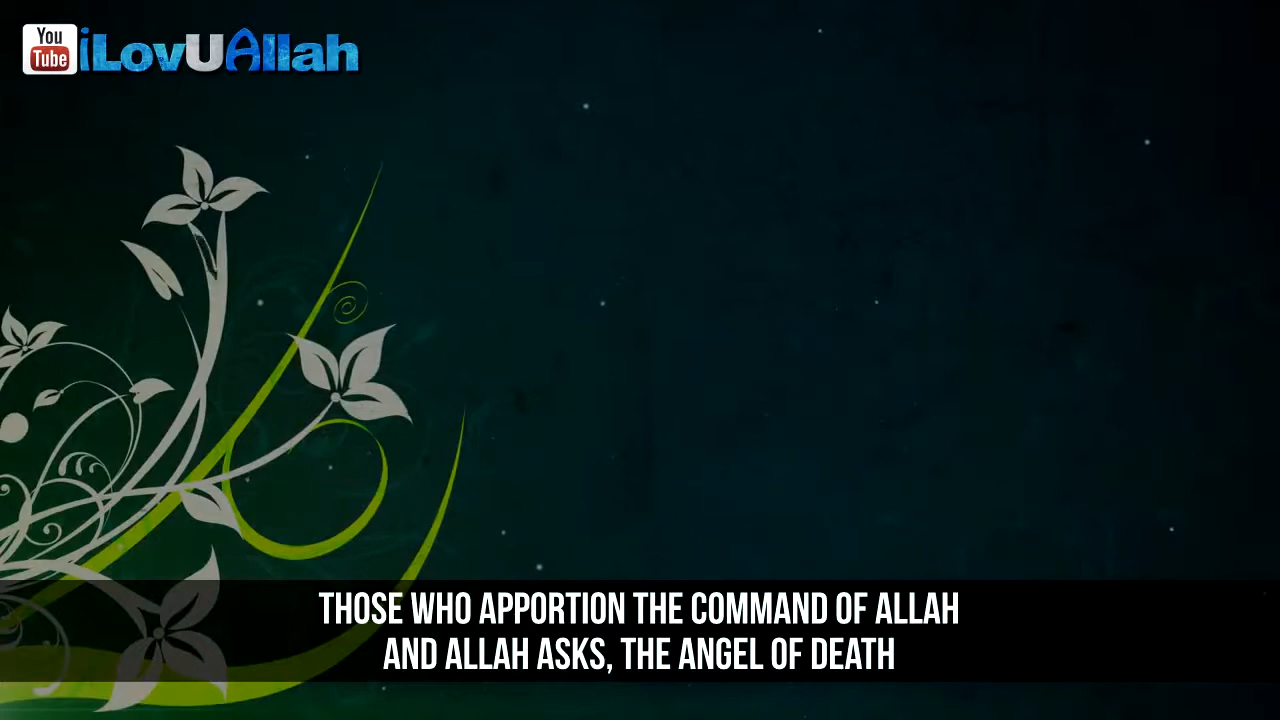 You
Tube
iLovUAllah
THOSE WHO APPORTION THE COMMAND OF ALLAH
AND ALLAH ASKS, THE ANGEL OF DEATH